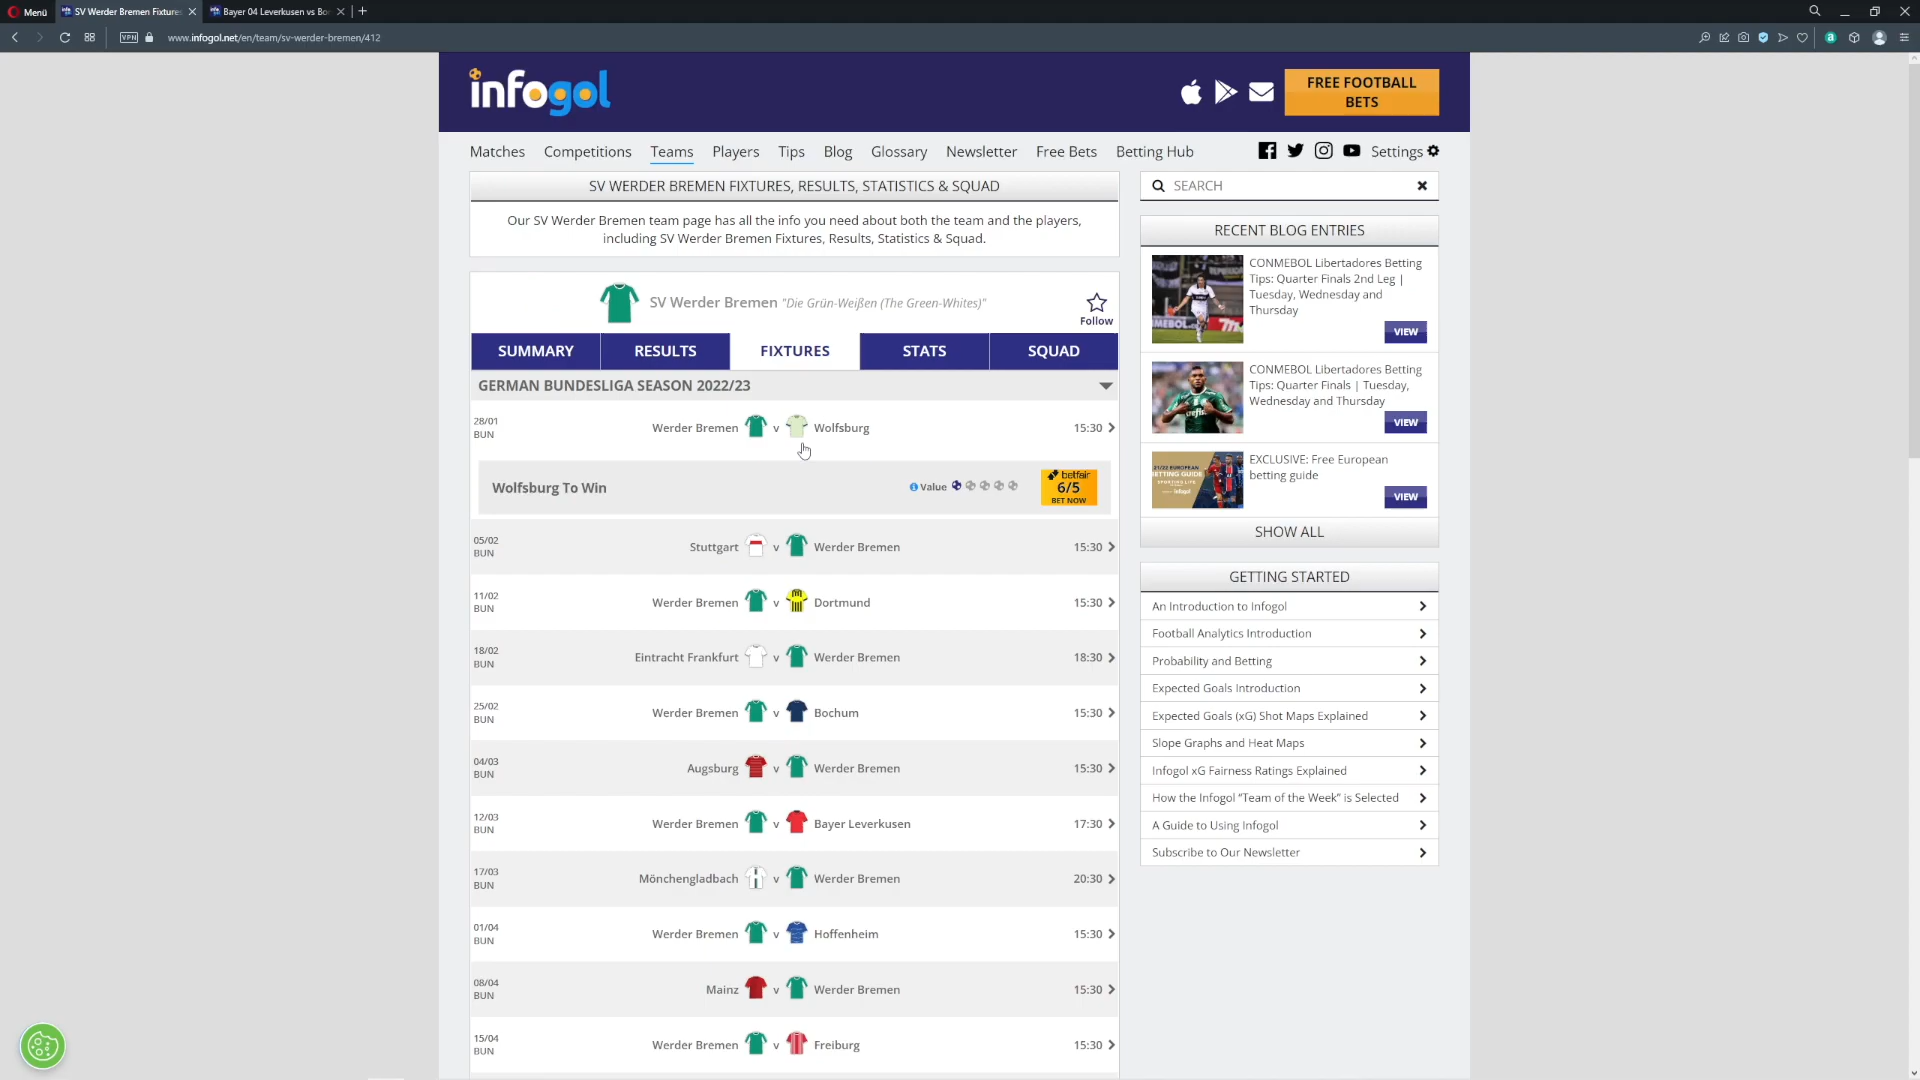 Menü
SV Werder Bremen Fixtures
Bayer 04 Leverkusen vs Bor
VPN
www.infogol.net/en/team/sv-werder-bremen/412
infogol
FREE FOOTBALL
BETS
Matches Competitions Teams Players Tips Blog Glossary Newsletter Free Bets Betting Hub Settings
SV WERDER BREMEN FIXTURES, RESULTS, STATISTICS & SQUAD
Our SV Werder Bremen team page has all the info you need about both the team and the players,
including SV Werder Bremen Fixtures, Results, Statistics & Squad.
SV Werder Bremen "Die Grün-Weißen (The Green-Whites)"
Follow
SUMMARY RESULTS FIXTURES STATS SQUAD
GERMAN BUNDESLIGA SEASON 2022/23
28/01
BUN
Werder Bremen v Wolfsburg 15:30
Wolfsburg To Win
Value
betfair
6/5
BET NOW
05/02
BUN
Stuttgart v Werder Bremen 15:30
11/02
BUN
Werder Bremen v Dortmund 15:30
18/02
BUN
Eintracht Frankfurt v Werder Bremen 18:30
25/02
BUN
Werder Bremen v Bochum 15:30
04/03
BUN
Augsburg v Werder Bremen 15:30
12/03
BUN
Werder Bremen v Bayer Leverkusen 17:30
17/03
BUN
Mönchengladbach v Werder Bremen 20:30
01/04
BUN
Werder Bremen v Hoffenheim 15:30
08/04
BUN
Mainz v Werder Bremen 15:30
15/04
BUN
Werder Bremen v Freiburg 15:30
SEARCH
RECENT BLOG ENTRIES
CONMEBOL Libertadores Betting
Tips: Quarter Finals 2nd Leg |
Tuesday, Wednesday and
Thursday
VIEW
CONMEBOL Libertadores Betting
Tips: Quarter Finals | Tuesday,
Wednesday and Thursday
VIEW
EXCLUSIVE: Free European
betting guide
VIEW
SHOW ALL
GETTING STARTED
An Introduction to Infogol
Football Analytics Introduction
Probability and Betting
Expected Goals Introduction
Expected Goals (xG) Shot Maps Explained
Slope Graphs and Heat Maps
Infogol xG Fairness Ratings Explained
How the Infogol "Team of the Week" is Selected
A Guide to Using Infogol
Subscribe to Our Newsletter